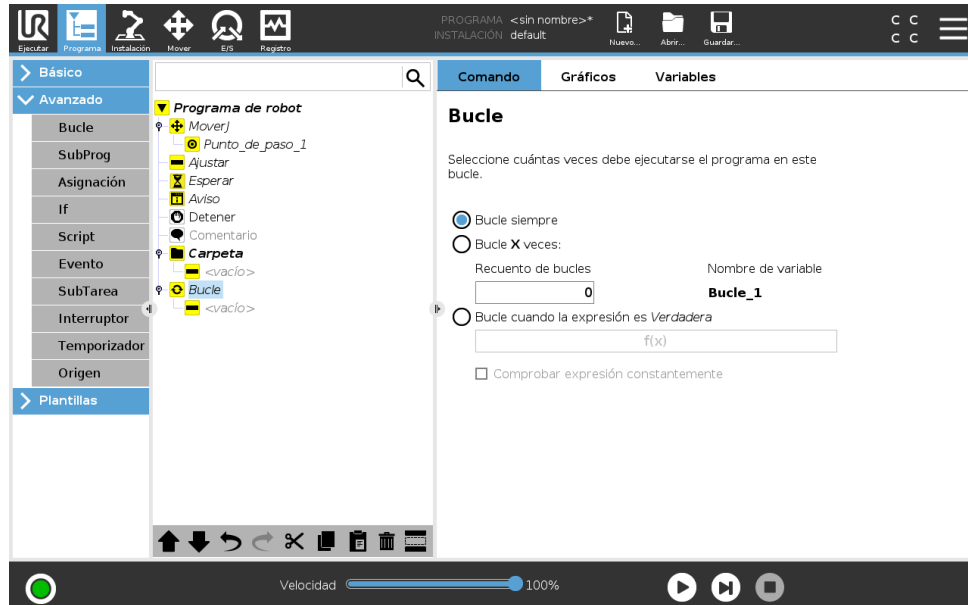 PROGRAMA <sin nombre>*
INSTALACIÓN default
Ejecutar Programa Instalación Mover E/S Registro Nuevo... Abrir... Guardar...
C C
C C
Básico
Avanzado
Bucle
SubProg
Asignación
If
Script
Evento
SubTarea
Interruptor
Temporizador
Origen
Plantillas
Programa de robot
MoverJ
Punto_de_paso_1
Ajustar
Esperar
Aviso
Detener
Comentario
Carpeta
<vacío>
Bucle
<vacío>
Comando Gráficos Variables
Bucle
Seleccione cuántas veces debe ejecutarse el programa en este
bucle.
Bucle siempre
Bucle X veces:
Recuento de bucles Nombre de variable
0 Bucle_1
Bucle cuando la expresión es Verdadera
f(x)
Comprobar expresión constantemente
Velocidad 100%